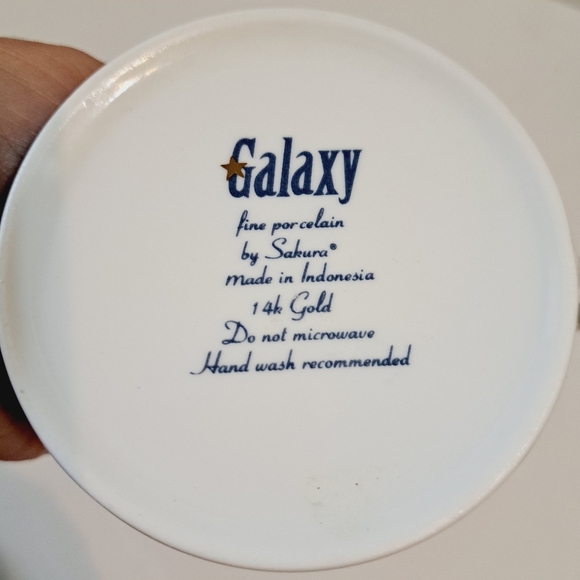 Galaxy
fine porcelain
by Sakura®
made in Indonesia
14k Gold
Do not microwave
Hand wash recommended